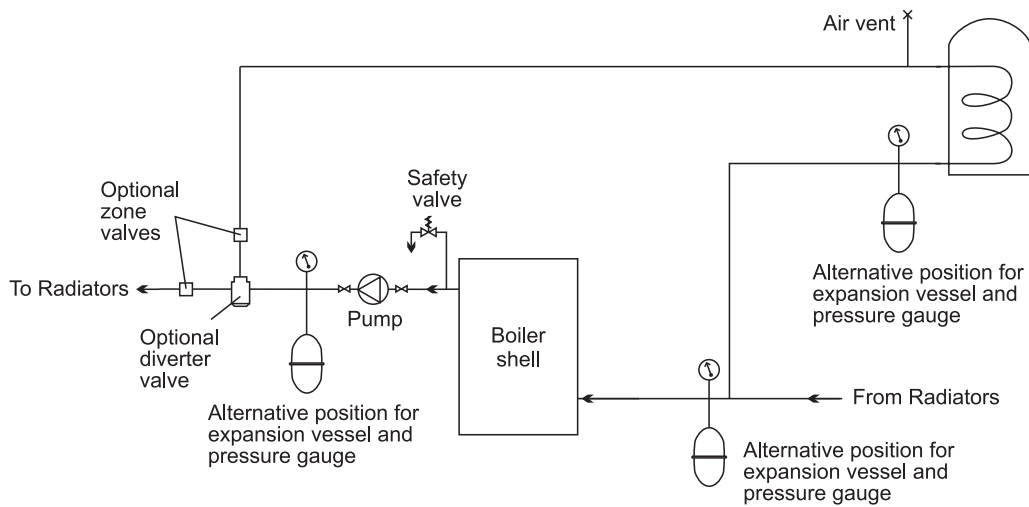 Air vent
Optional
zone
valves
Safety
valve
To Radiators
Pump
Optional
diverter
valve
Boiler
shell
Alternative position for
expansion vessel and
pressure gauge
Alternative position for
expansion vessel and
pressure gauge
From Radiators
Alternative position for
expansion vessel and
pressure gauge